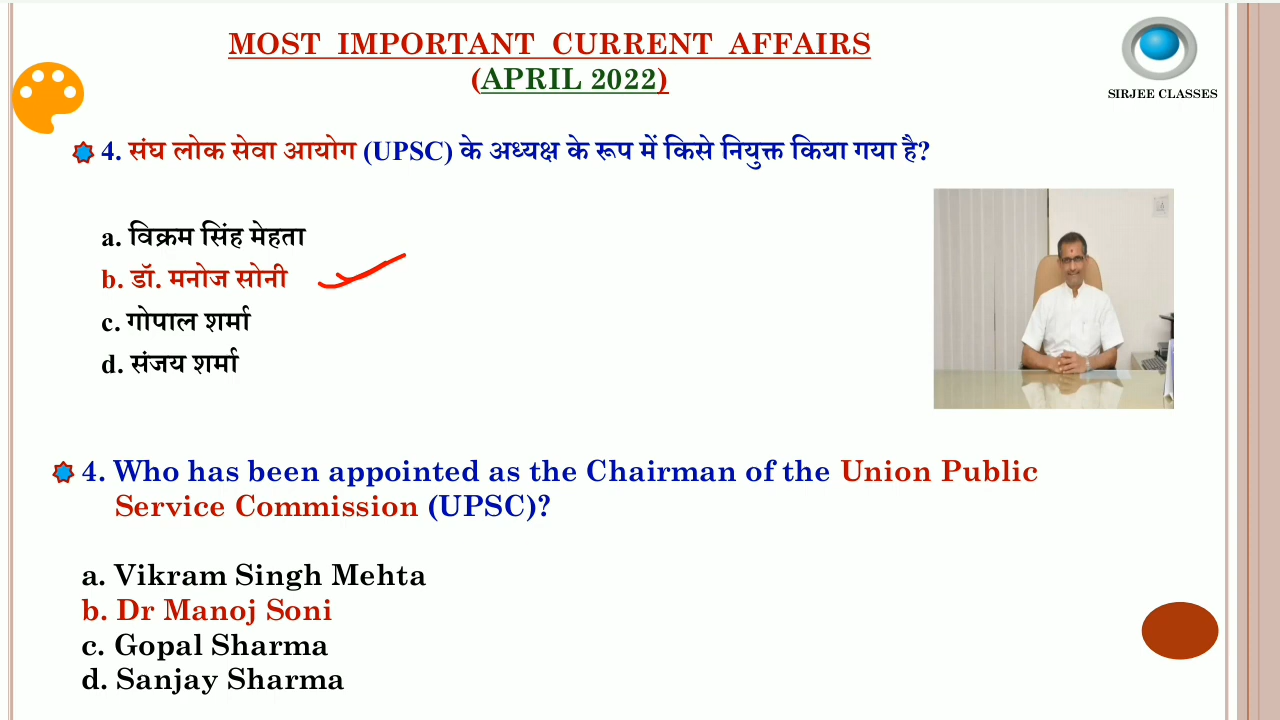 MOST IMPORTANT CURRENT AFFAIRS
(APRIL 2022)
SIRJEE CLASSES
4. संघ लोक सेवा आयोग (UPSC) के अध्यक्ष के रूप में किसे नियुक्त किया गया है?
a. विक्रम सिंह मेहता
b. डॉ. मनोज सोनी
c. गोपाल शर्मा
d. संजय शर्मा
4. Who has been appointed as the Chairman of the Union Public
Service Commission (UPSC)?
a. Vikram Singh Mehta
b. Dr Manoj Soni
c. Gopal Sharma
d. Sanjay Sharma